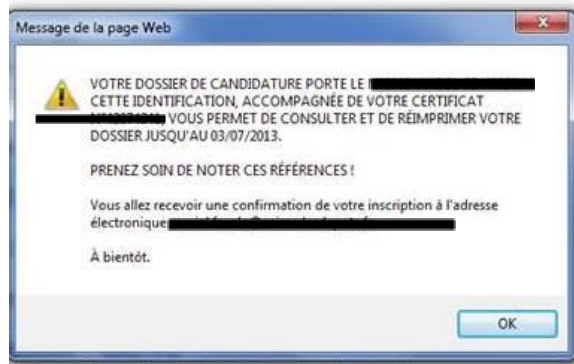 Message de la page Web
VOTRE DOSSIER DE CANDIDATURE PORTE LE
CETTE IDENTIFICATION, ACCOMPAGNÉE DE VOTRE CERTIFICAT
VOUS PERMET DE CONSULTER ET DE RÉIMPRIMER VOTRE
DOSSIER JUSQU'AU 03/07/2013.
PRENEZ SOIN DE NOTER CES RÉFÉRENCES !
Vous allez recevoir une confirmation de votre inscription à l'adresse
électronique
À bientôt.
OK